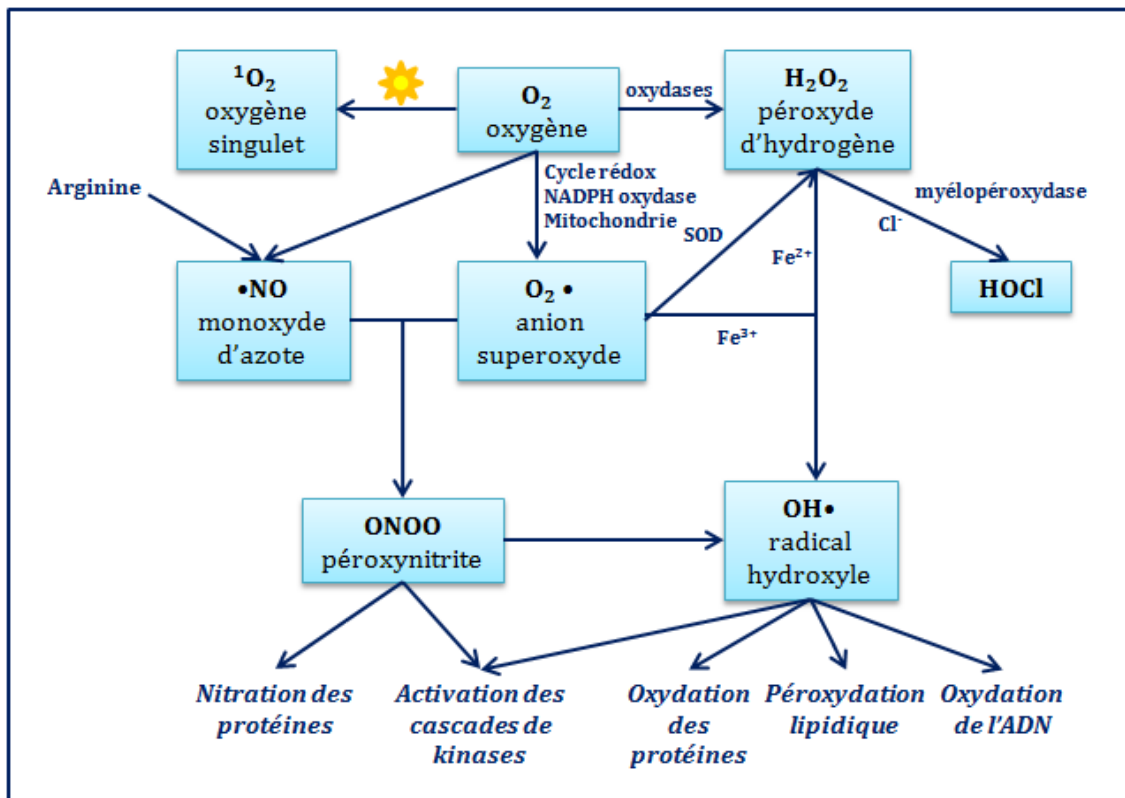 ¹O₂
oxygène
singulet
O₂
oxygène
oxydases
H₂O₂
péroxyde
d'hydrogène
Arginine
Cycle rédox
NADPH oxydase
Mitochondrie
SOD
myélopéroxydase
Cl⁻
Fe²⁺
•NO
monoxyde
d'azote
O₂ •
anion
superoxyde
Fe³⁺
HOCl
ONOO
péroxynitrite
OH•
radical
hydroxyle
Nitration des
protéines
Activation des
cascades de
kinases
Oxydation
des
protéines
Péroxydation
lipidique
Oxydation
de l'ADN